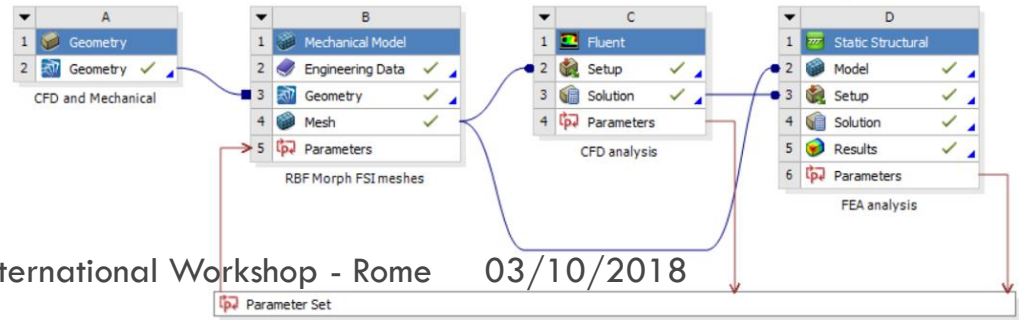 A
1 Geometry
2 Geometry
CFD and Mechanical
B
1 Mechanical Model
2 Engineering Data
3 Geometry
4 Mesh
5 Parameters
RBF Morph FSI meshes
C
1 Fluent
2 Setup
3 Solution
4 Parameters
CFD analysis
D
1 Static Structural
2 Model
3 Setup
4 Solution
5 Results
6 Parameters
FEA analysis
ternational Workshop - Rome 03/10/2018
Parameter Set